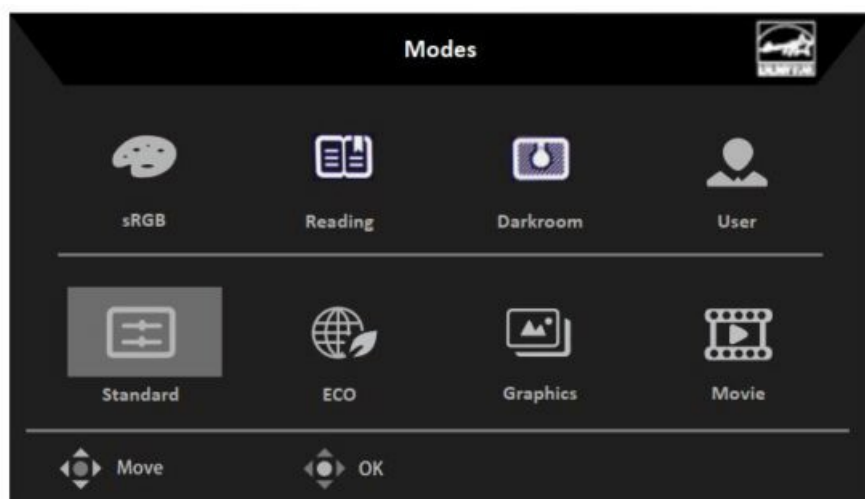 Modes
sRGB Reading Darkroom User
Standard ECO Graphics Movie
Move OK